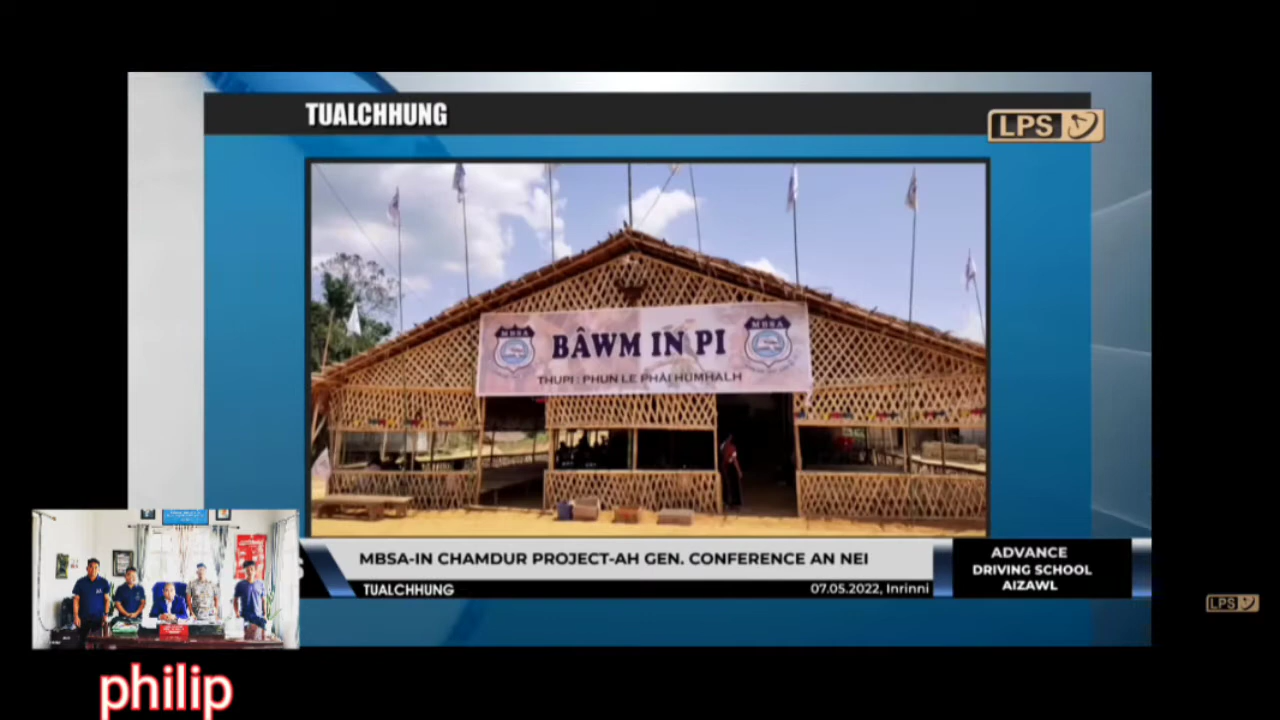 TUALCHHUNG
LPS
MBSA
MBSA
BÂWM IN PI
THUPI : PHUN LE PHAI HUMHALH
MBSA-IN CHAMDUR PROJECT-AH GEN. CONFERENCE AN NEI
TUALCHHUNG
07.05.2022, Inrinni
ADVANCE
DRIVING SCHOOL
AIZAWL
LPS
philip